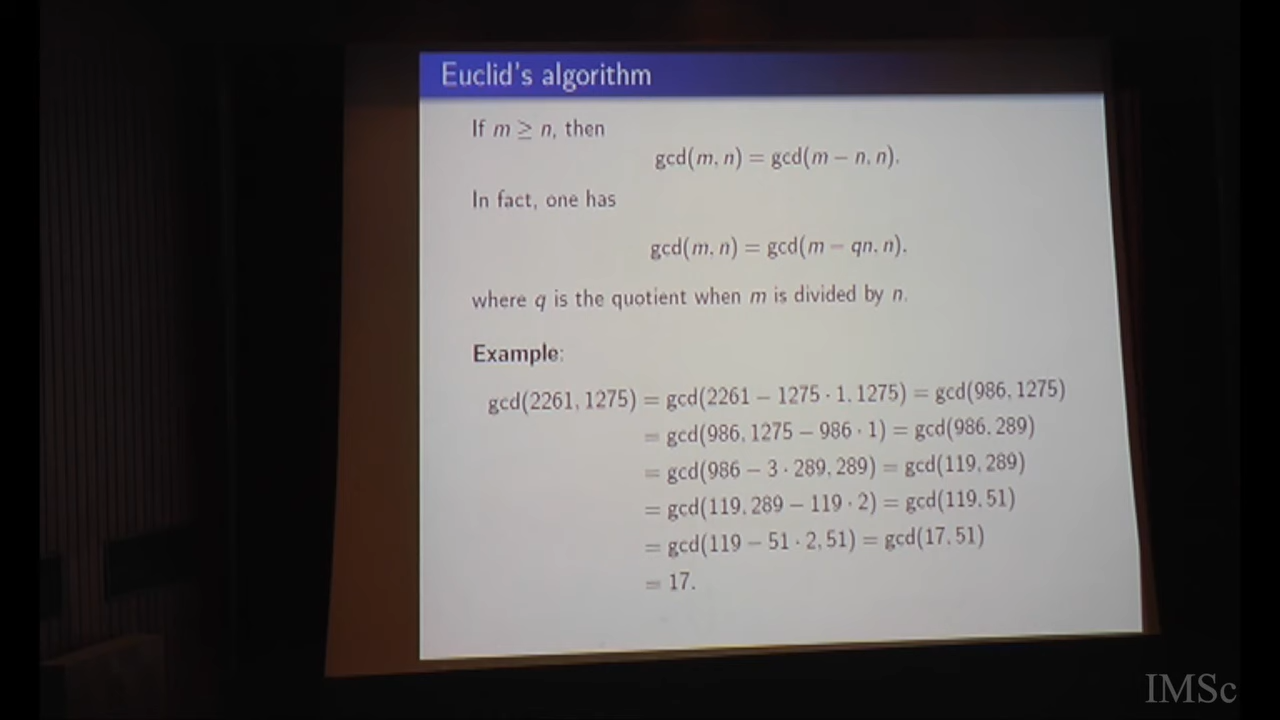 Euclid's algorithm
If m ≥ n, then
gcd(m, n) = gcd(m − n, n).
In fact, one has
gcd(m, n) = gcd(m − qn, n).
where q is the quotient when m is divided by n.
Example:
gcd(2261, 1275) = gcd(2261 − 1275 · 1, 1275) = gcd(986, 1275)
= gcd(986, 1275 − 986 · 1) = gcd(986, 289)
= gcd(986 − 3 · 289, 289) = gcd(119, 289)
= gcd(119, 289 − 119 · 2) = gcd(119, 51)
= gcd(119 − 51 · 2, 51) = gcd(17, 51)
= 17.
IMSc